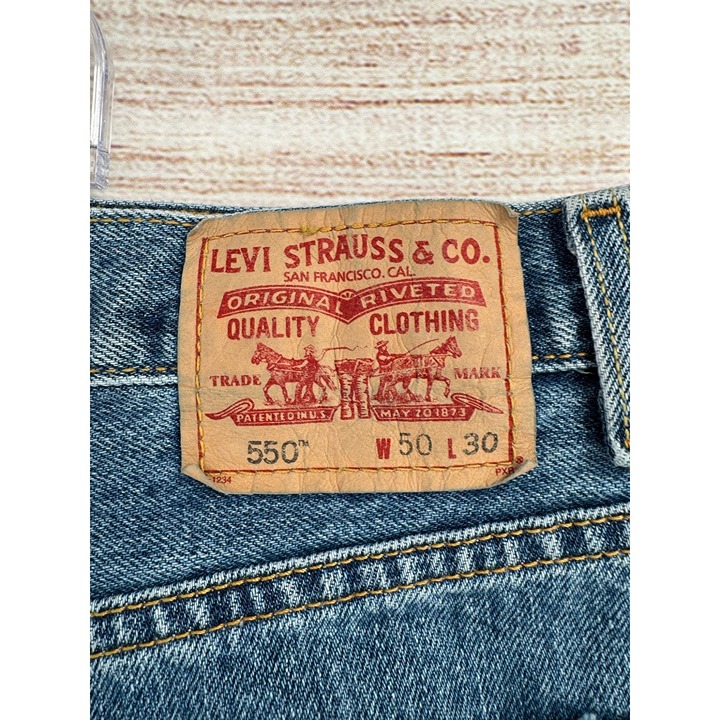 LEVI STRAUSS & CO.
SAN FRANCISCO. CAL.
ORIGINAL RIVETED
QUALITY CLOTHING
TRADE MARK
PATENTED IN U.S. MAY 20 1873
550™ W 50 L 30
1234 PXR®